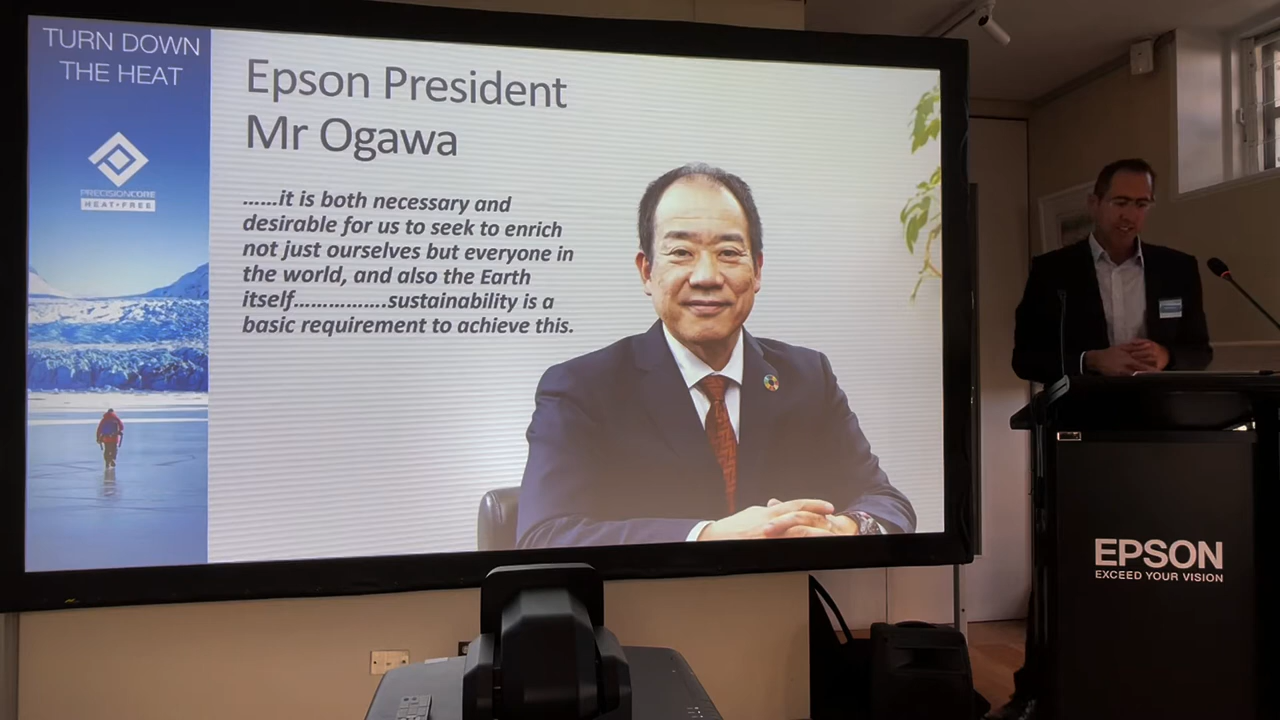 TURN DOWN
THE HEAT
PRECISIONCORE
HEAT•FREE
Epson President
Mr Ogawa
......it is both necessary and
desirable for us to seek to enrich
not just ourselves but everyone in
the world, and also the Earth
itself................sustainability is a
basic requirement to achieve this.
EPSON
EXCEED YOUR VISION